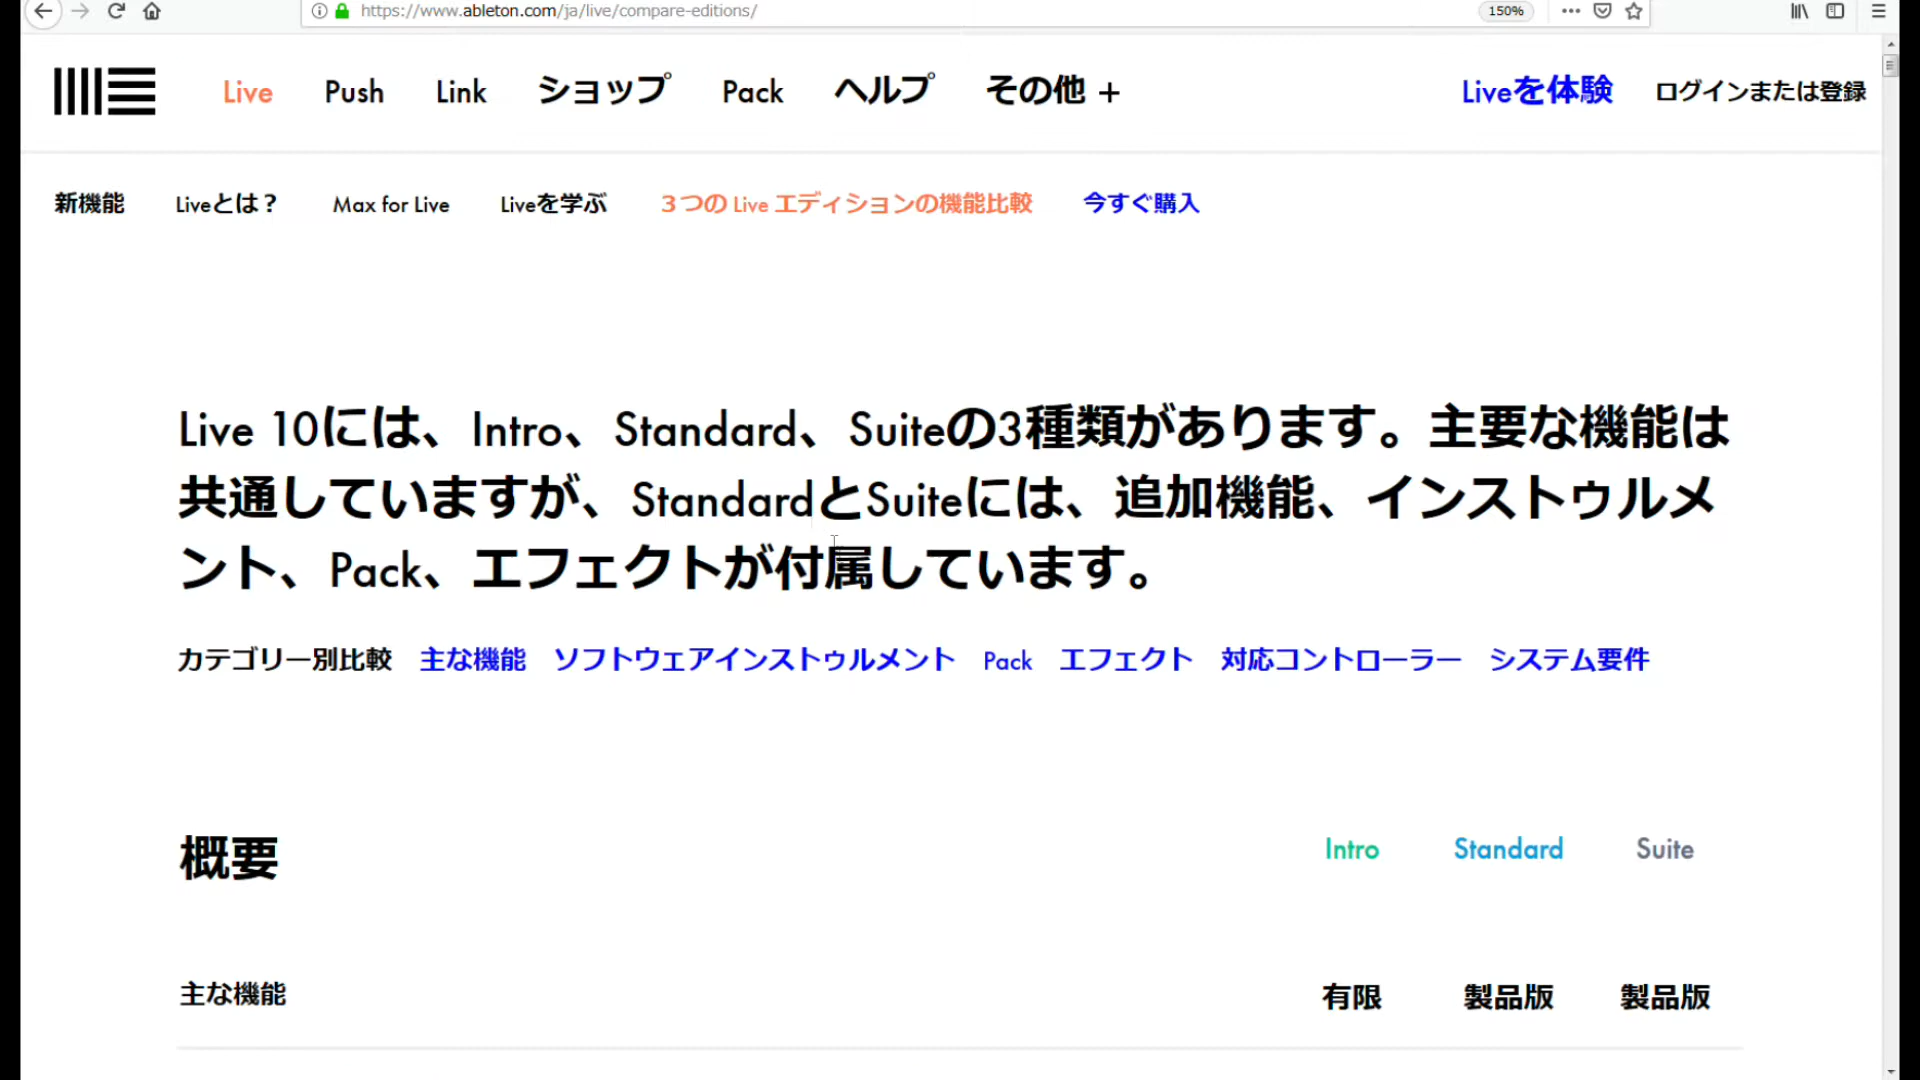 https://www.ableton.com/ja/live/compare-editions/ 150%
Live Push Link ショップ Pack ヘルプ その他 + Liveを体験 ログインまたは登録
新機能 Liveとは？ Max for Live Liveを学ぶ ３つの Live エディションの機能比較 今すぐ購入
Live 10には、Intro、Standard、Suiteの3種類があります。主要な機能は
共通していますが、StandardとSuiteには、追加機能、インストゥルメ
ント、Pack、エフェクトが付属しています。
カテゴリー別比較 主な機能 ソフトウェアインストゥルメント Pack エフェクト 対応コントローラー システム要件
概要 Intro Standard Suite
主な機能 有限 製品版 製品版